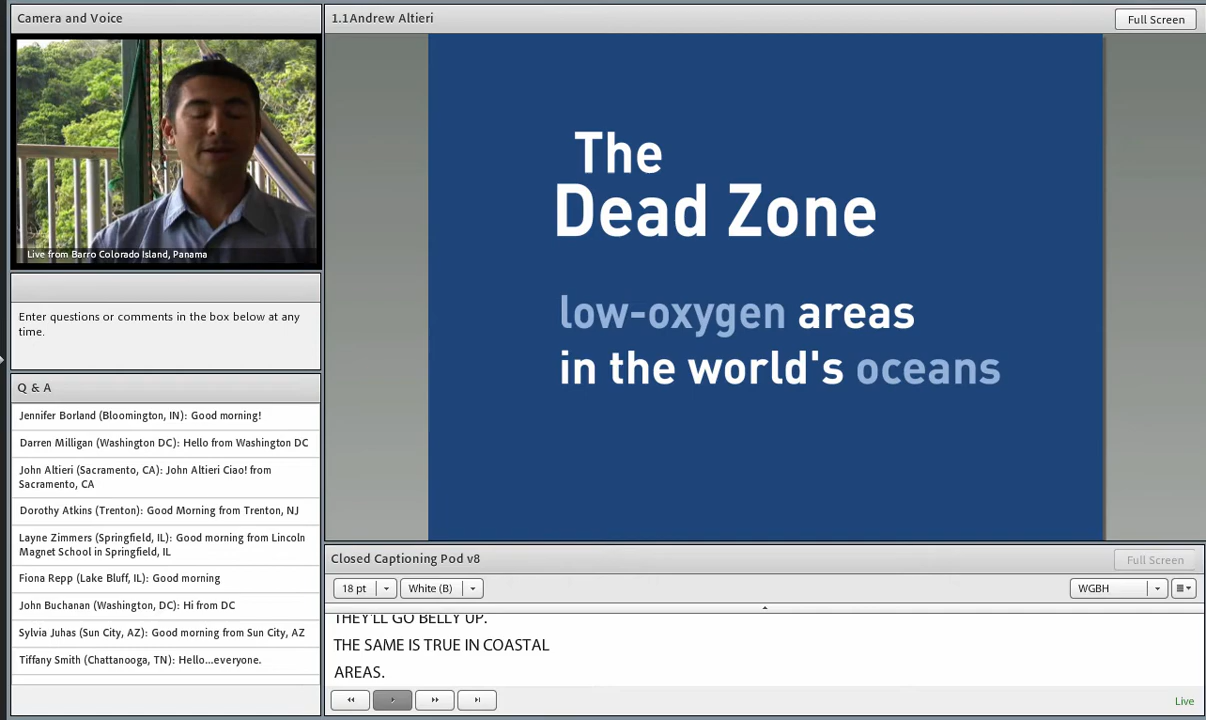 Camera and Voice
Live from Barro Colorado Island, Panama
Enter questions or comments in the box below at any
time.
Q & A
Jennifer Borland (Bloomington, IN): Good morning!
Darren Milligan (Washington DC): Hello from Washington DC
John Altieri (Sacramento, CA): John Altieri Ciao! from
Sacramento, CA
Dorothy Atkins (Trenton): Good Morning from Trenton, NJ
Layne Zimmers (Springfield, IL): Good morning from Lincoln
Magnet School in Springfield, IL
Fiona Repp (Lake Bluff, IL): Good morning
John Buchanan (Washington, DC): Hi from DC
Sylvia Juhas (Sun City, AZ): Good morning from Sun City, AZ
Tiffany Smith (Chattanooga, TN): Hello...everyone.
1.1Andrew Altieri
Full Screen
The
Dead Zone
low-oxygen areas
in the world's oceans
Closed Captioning Pod v8
Full Screen
18 pt
White (B)
WGBH
THEY'LL GO BELLY UP.
THE SAME IS TRUE IN COASTAL
AREAS.
Live